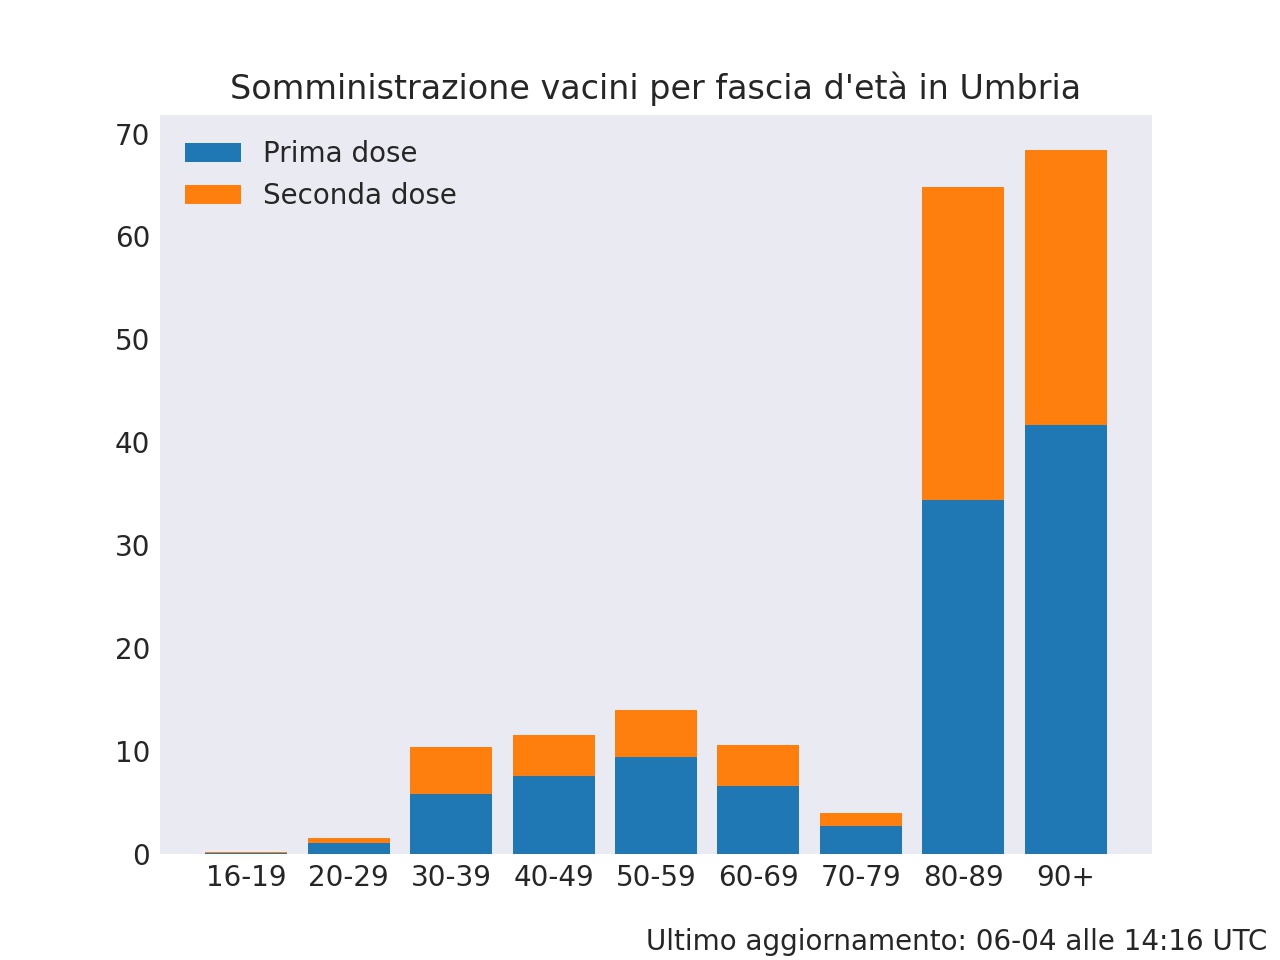 Somministrazione vacini per fascia d'età in Umbria
Prima dose
Seconda dose
70
60
50
40
30
20
10
0
16-19 20-29 30-39 40-49 50-59 60-69 70-79 80-89 90+
Ultimo aggiornamento: 06-04 alle 14:16 UTC